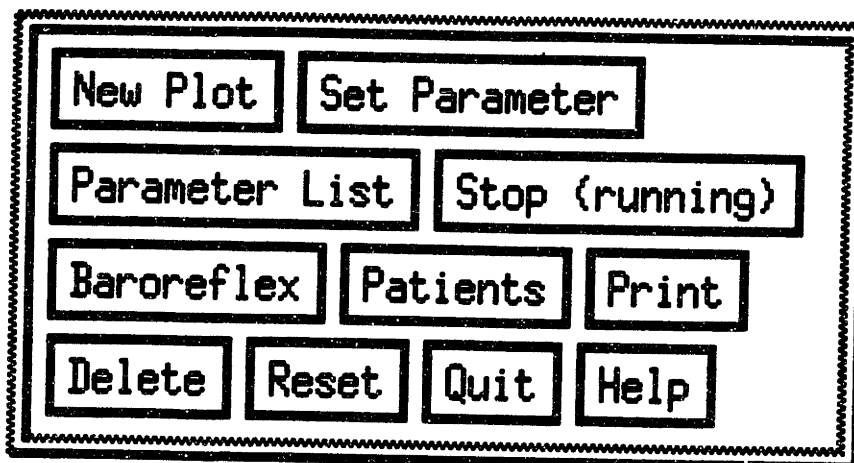 New Plot Set Parameter
Parameter List Stop (running)
Baroreflex Patients Print
Delete Reset Quit Help